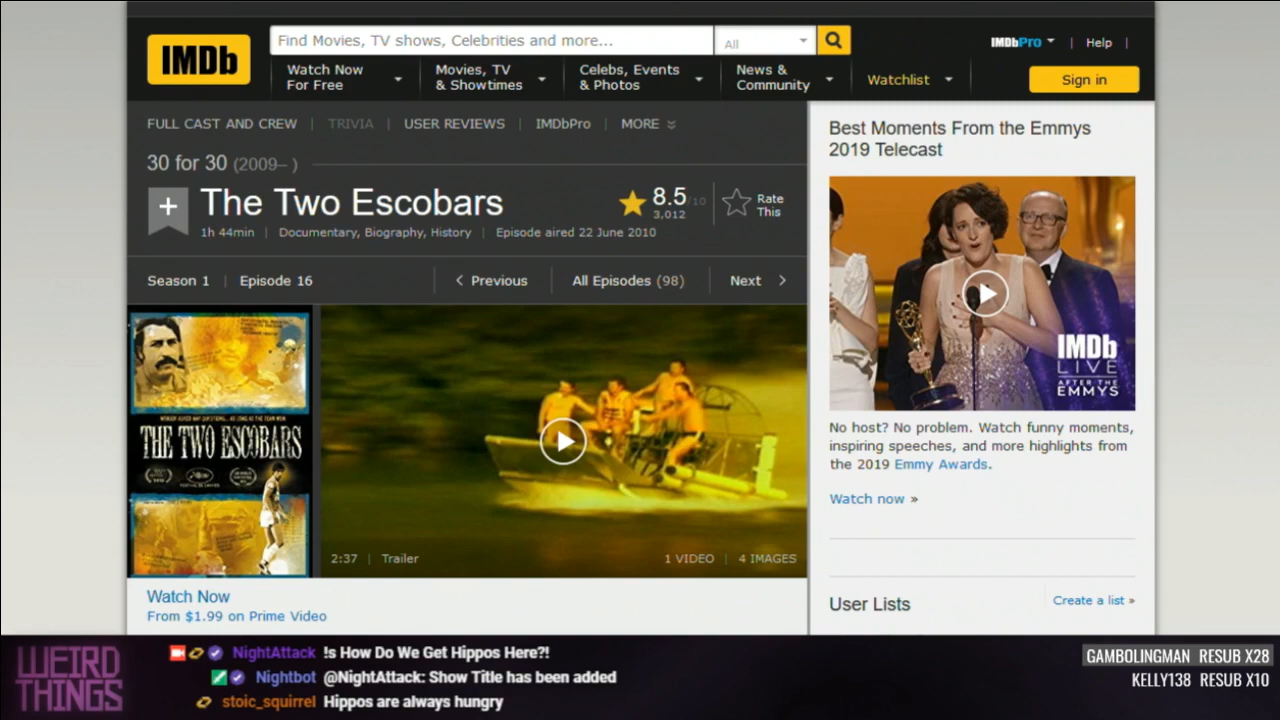 IMDb
Find Movies, TV shows, Celebrities and more...
All
IMDbPro
|
Help
|
Watch Now
For Free
Movies, TV
& Showtimes
Celebs, Events
& Photos
News &
Community
Watchlist
Sign in
FULL CAST AND CREW | TRIVIA | USER REVIEWS | IMDbPro | MORE
30 for 30 (2009– )
The Two Escobars
8.5/10
3,012
Rate
This
1h 44min | Documentary, Biography, History | Episode aired 22 June 2010
Season 1 | Episode 16
Previous
All Episodes (98)
Next
THE TWO ESCOBARS
2:37 | Trailer
1 VIDEO | 4 IMAGES
Watch Now
From $1.99 on Prime Video
Best Moments From the Emmys
2019 Telecast
IMDb
LIVE
AFTER THE
EMMYS
No host? No problem. Watch funny moments,
inspiring speeches, and more highlights from
the 2019 Emmy Awards.
Watch now »
User Lists
Create a list »
WEIRD
THINGS
NightAttack !s How Do We Get Hippos Here?!
Nightbot @NightAttack: Show Title has been added
stoic_squirrel Hippos are always hungry
GAMBOLINGMAN RESUB X28
KELLY138 RESUB X10